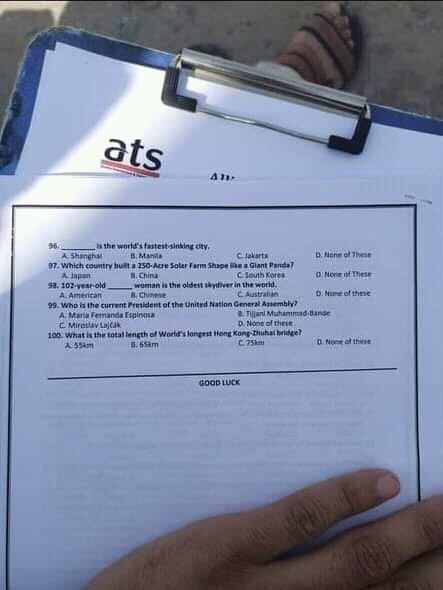 ats
96. ________ is the world's fastest-sinking city.
A. Shanghai B. Manila C. Jakarta D. None of These
97. Which country built a 250-Acre Solar Farm Shape like a Giant Panda?
A. Japan B. China C. South Korea D. None of These
98. 102-year-old ______ woman is the oldest skydiver in the world.
A. American B. Chinese C. Australian D. None of these
99. Who is the current President of the United Nation General Assembly?
A. Maria Fernanda Espinosa B. Tijjani Muhammad-Bande
C. Miroslav Lajčák D. None of these
100. What is the total length of World's longest Hong Kong-Zhuhai bridge?
A. 55km B. 65km C. 75km D. None of these
GOOD LUCK